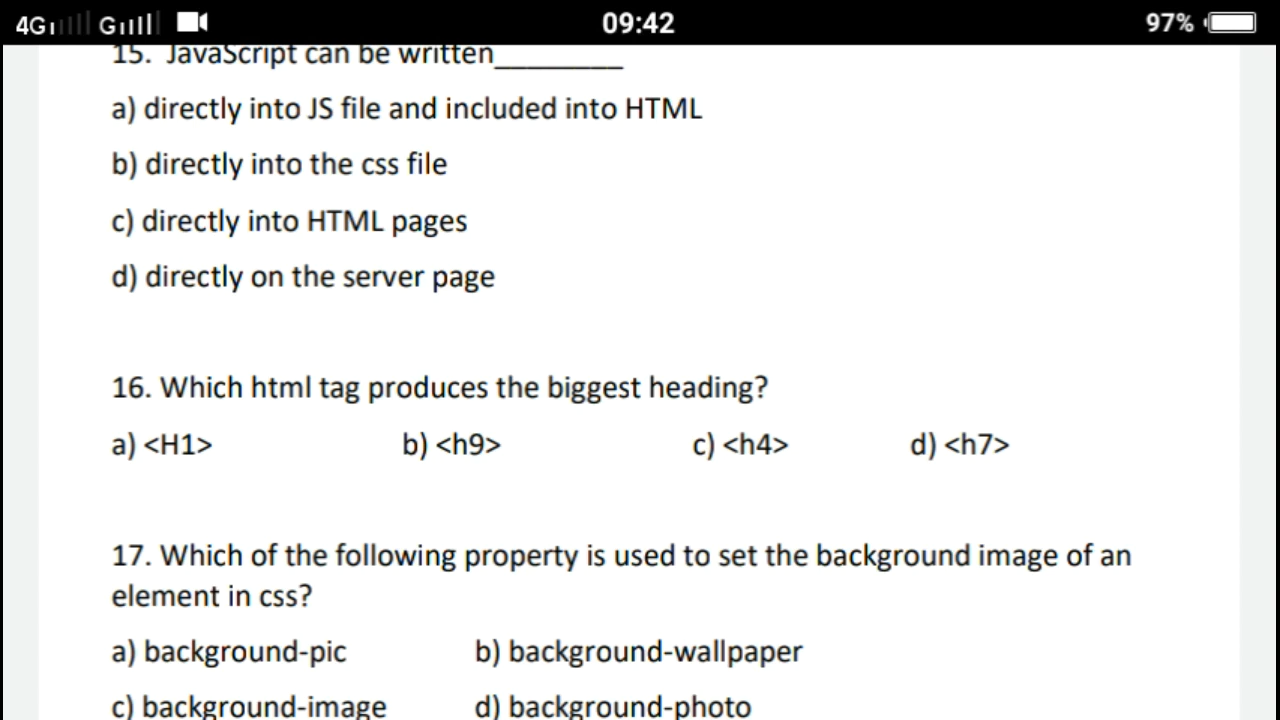 4G G 09:42 97%
15. JavaScript can be written________
a) directly into JS file and included into HTML
b) directly into the css file
c) directly into HTML pages
d) directly on the server page
16. Which html tag produces the biggest heading?
a) <H1> b) <h9> c) <h4> d) <h7>
17. Which of the following property is used to set the background image of an
element in css?
a) background-pic b) background-wallpaper
c) background-image d) background-photo